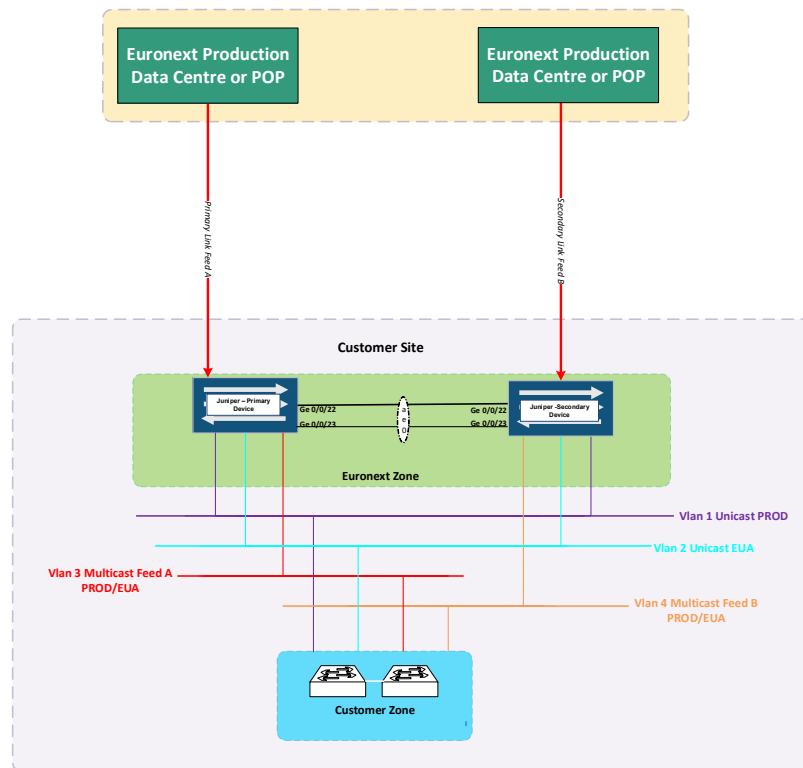 Euronext Production
Data Centre or POP
Euronext Production
Data Centre or POP
Primary Link Feed A
Secondary Link Feed B
Customer Site
Juniper – Primary
Device
Juniper -Secondary
Device
Ge 0/0/22
Ge 0/0/23
a
e
0
Ge 0/0/22
Ge 0/0/23
Euronext Zone
Vlan 1 Unicast PROD
Vlan 2 Unicast EUA
Vlan 3 Multicast Feed A
PROD/EUA
Vlan 4 Multicast Feed B
PROD/EUA
Customer Zone